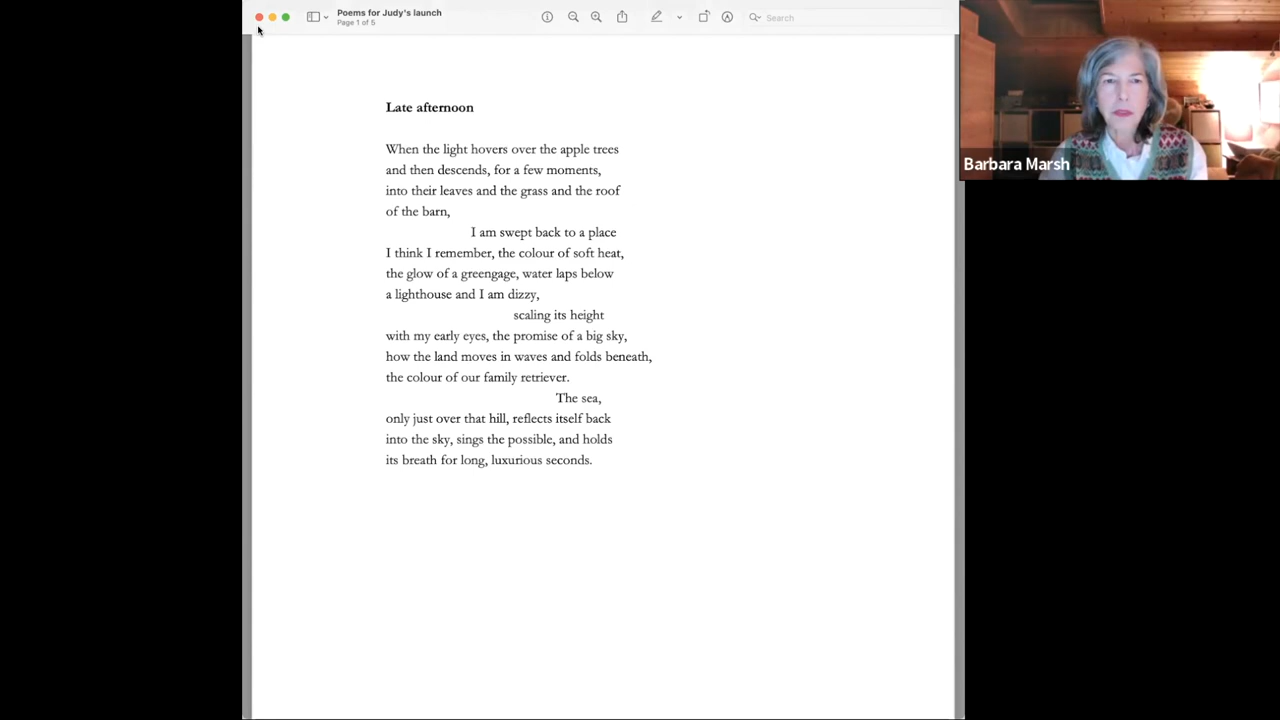 Poems for Judy's launch
Page 1 of 5
Search
Late afternoon
When the light hovers over the apple trees
and then descends, for a few moments,
into their leaves and the grass and the roof
of the barn,
I am swept back to a place
I think I remember, the colour of soft heat,
the glow of a greengage, water laps below
a lighthouse and I am dizzy,
scaling its height
with my early eyes, the promise of a big sky,
how the land moves in waves and folds beneath,
the colour of our family retriever.
The sea,
only just over that hill, reflects itself back
into the sky, sings the possible, and holds
its breath for long, luxurious seconds.
Barbara Marsh